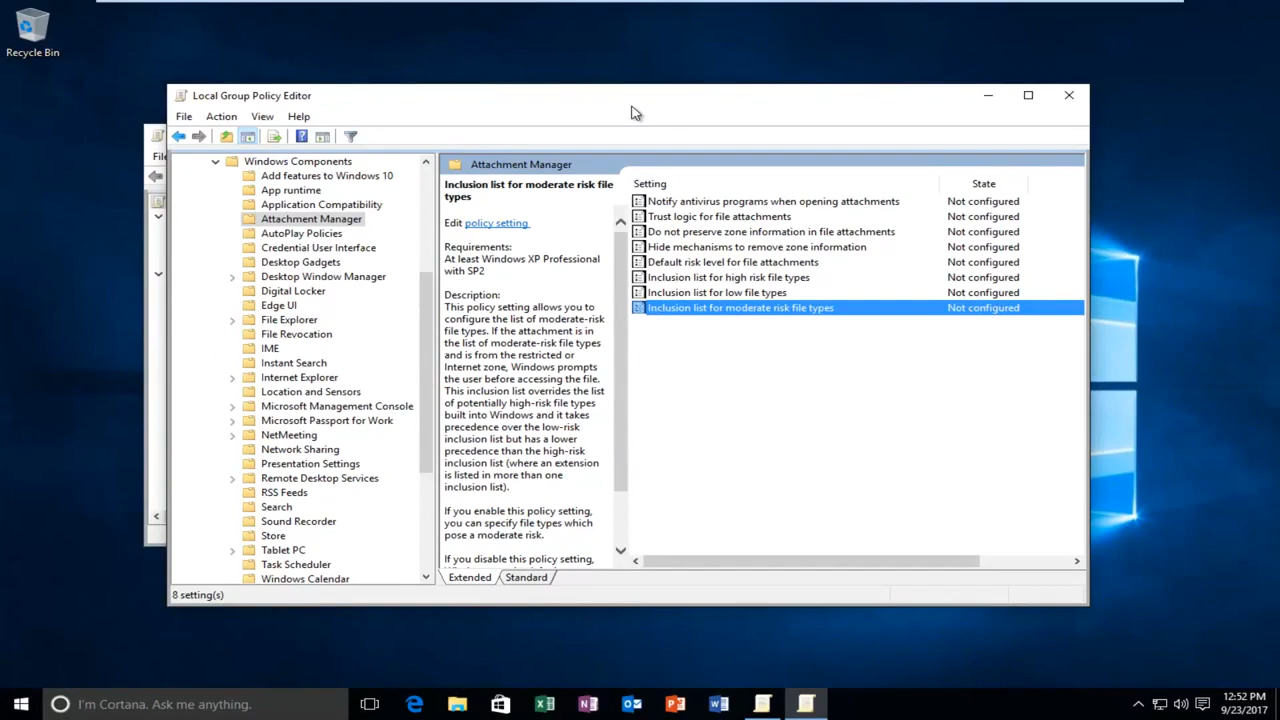 Recycle Bin
Local Group Policy Editor
File Action View Help
Fil
Windows Components
Add features to Windows 10
App runtime
Application Compatibility
Attachment Manager
AutoPlay Policies
Credential User Interface
Desktop Gadgets
Desktop Window Manager
Digital Locker
Edge UI
File Explorer
File Revocation
IME
Instant Search
Internet Explorer
Location and Sensors
Microsoft Management Console
Microsoft Passport for Work
NetMeeting
Network Sharing
Presentation Settings
Remote Desktop Services
RSS Feeds
Search
Sound Recorder
Store
Tablet PC
Task Scheduler
Windows Calendar
Attachment Manager
Inclusion list for moderate risk file
types
Edit policy setting
Requirements:
At least Windows XP Professional
with SP2
Description:
This policy setting allows you to
configure the list of moderate-risk
file types. If the attachment is in
the list of moderate-risk file types
and is from the restricted or
Internet zone, Windows prompts
the user before accessing the file.
This inclusion list overrides the list
of potentially high-risk file types
built into Windows and it takes
precedence over the low-risk
inclusion list but has a lower
precedence than the high-risk
inclusion list (where an extension
is listed in more than one
inclusion list).
If you enable this policy setting,
you can specify file types which
pose a moderate risk.
If you disable this policy setting,
Setting State
Notify antivirus programs when opening attachments Not configured
Trust logic for file attachments Not configured
Do not preserve zone information in file attachments Not configured
Hide mechanisms to remove zone information Not configured
Default risk level for file attachments Not configured
Inclusion list for high risk file types Not configured
Inclusion list for low file types Not configured
Inclusion list for moderate risk file types Not configured
Extended Standard
8 setting(s)
I'm Cortana. Ask me anything.
12:52 PM
9/23/2017